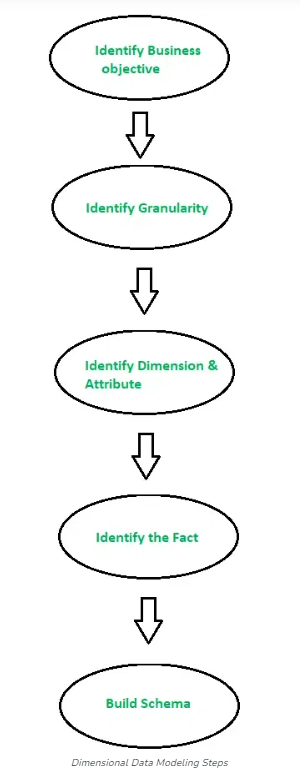 Identify Business
objective
Identify Granularity
Identify Dimension &
Attribute
Identify the Fact
Build Schema
Dimensional Data Modeling Steps